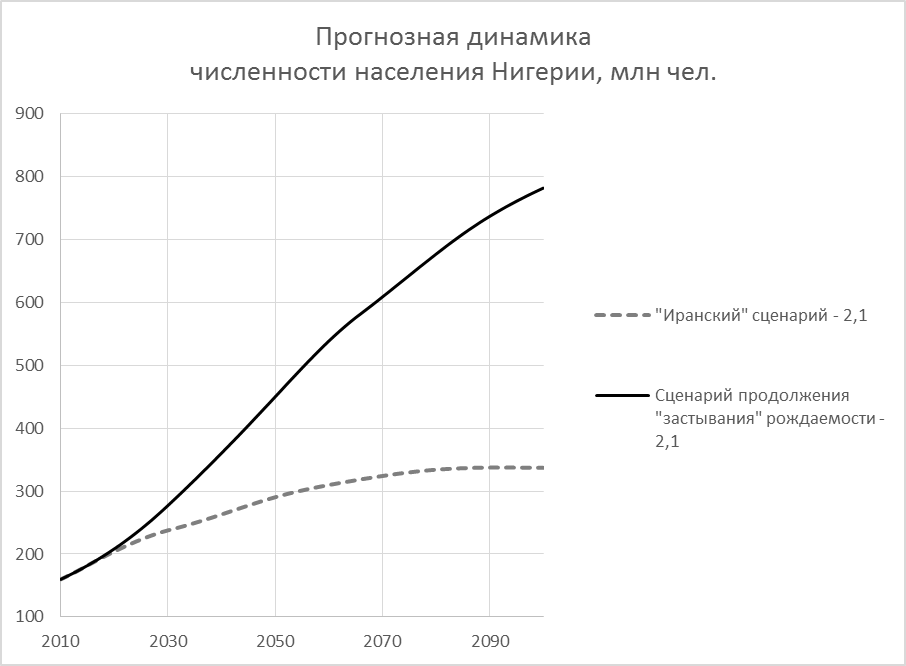 Прогнозная динамика
численности населения Нигерии, млн чел.
900
800
700
600
500
400
300
200
100
2010 2030 2050 2070 2090
"Иранский" сценарий - 2,1
Сценарий продолжения
"застывания" рождаемости -
2,1